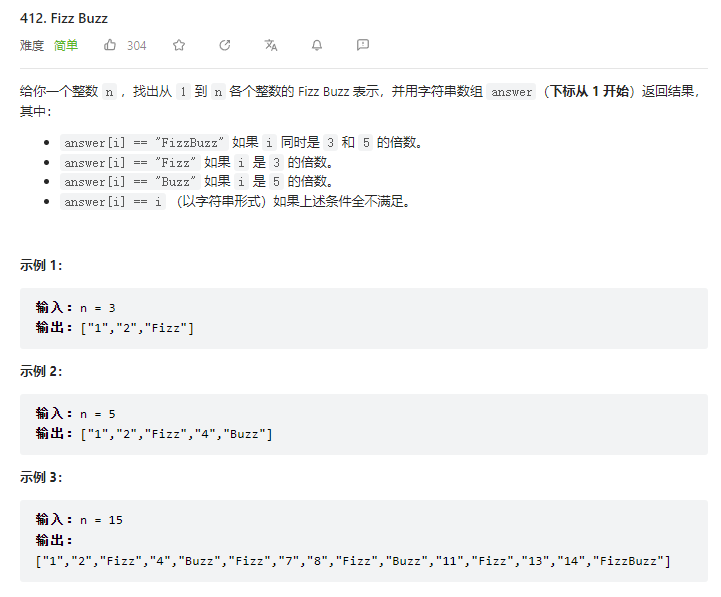 412. Fizz Buzz
难度 简单 304
给你一个整数 n ，找出从 1 到 n 各个整数的 Fizz Buzz 表示，并用字符串数组 answer（下标从 1 开始）返回结果，
其中：
answer[i] == "FizzBuzz" 如果 i 同时是 3 和 5 的倍数。
answer[i] == "Fizz" 如果 i 是 3 的倍数。
answer[i] == "Buzz" 如果 i 是 5 的倍数。
answer[i] == i （以字符串形式）如果上述条件全不满足。
示例 1：
输入：n = 3
输出：["1","2","Fizz"]
示例 2：
输入：n = 5
输出：["1","2","Fizz","4","Buzz"]
示例 3：
输入：n = 15
输出：
["1","2","Fizz","4","Buzz","Fizz","7","8","Fizz","Buzz","11","Fizz","13","14","FizzBuzz"]